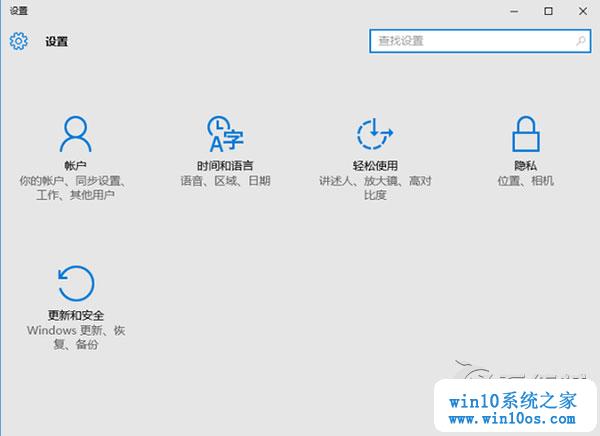 设置
设置
查找设置
帐户
你的帐户、同步设置、
工作、其他用户
时间和语言
语音、区域、日期
轻松使用
讲述人、放大镜、高对
比度
隐私
位置、相机
更新和安全
Windows 更新、恢
复、备份
win10系统之家
www.win10os.com